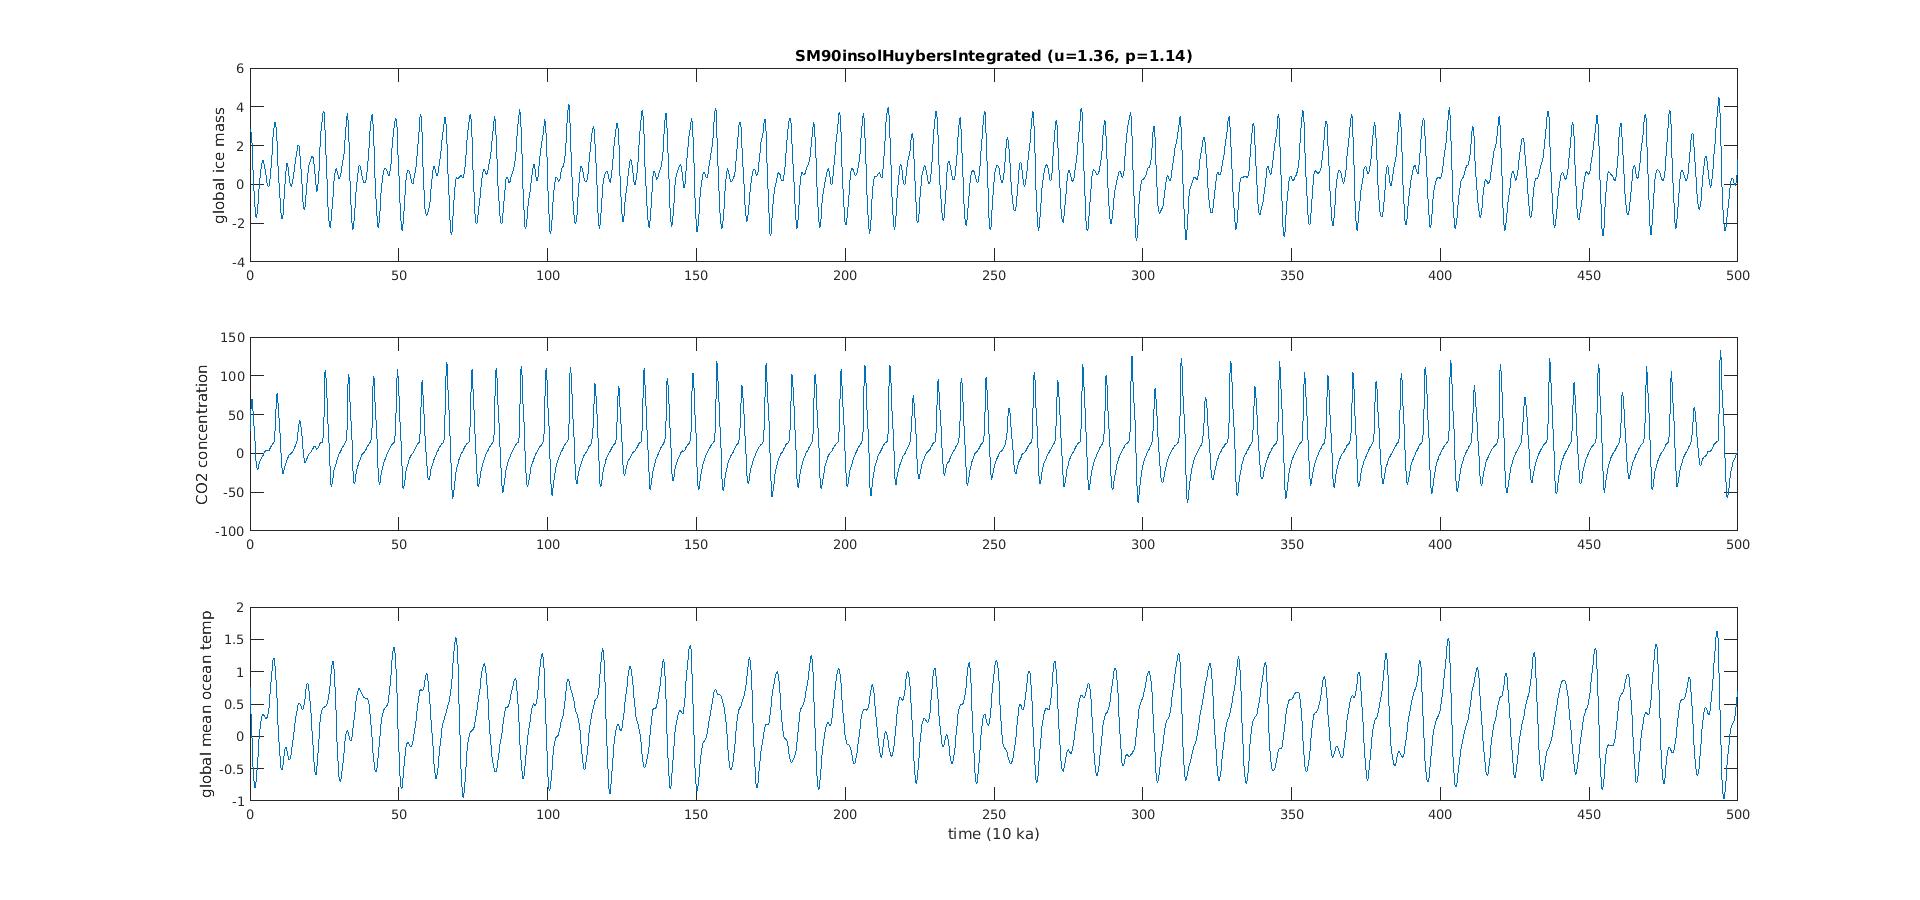 SM90insolHuybersIntegrated (u=1.36, p=1.14)
global ice mass
6
4
2
0
-2
-4
0 50 100 150 200 250 300 350 400 450 500
CO2 concentration
150
100
50
0
-50
-100
0 50 100 150 200 250 300 350 400 450 500
global mean ocean temp
2
1.5
1
0.5
0
-0.5
-1
0 50 100 150 200 250 300 350 400 450 500
time (10 ka)